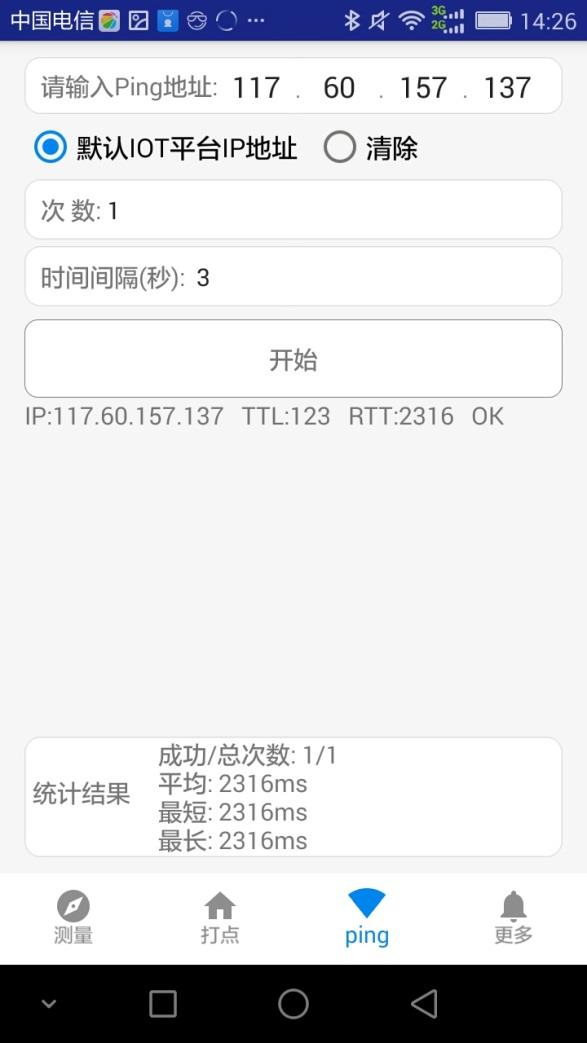 中国电信 ··· 3G 2G 14:26
请输入Ping地址: 117 . 60 . 157 . 137
默认IOT平台IP地址 清除
次 数: 1
时间间隔(秒): 3
开始
IP:117.60.157.137 TTL:123 RTT:2316 OK
统计结果
成功/总次数: 1/1
平均: 2316ms
最短: 2316ms
最长: 2316ms
测量 打点 ping 更多